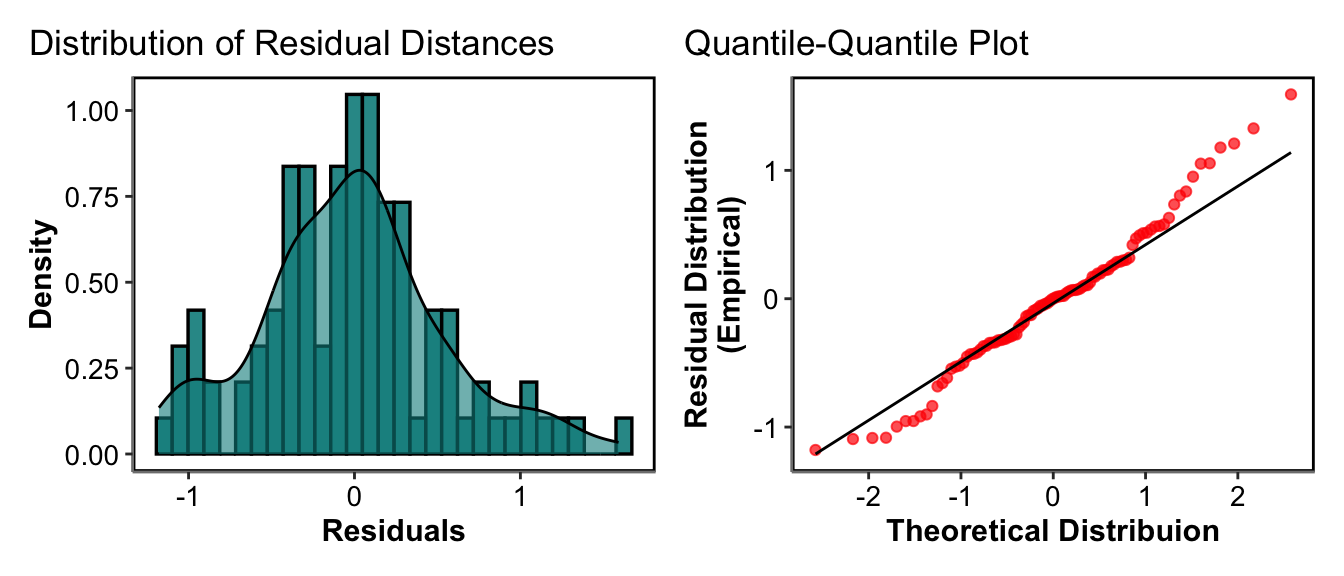 Distribution of Residual Distances
Density
1.00
0.75
0.50
0.25
0.00
-1
0
1
Residuals
Quantile-Quantile Plot
Residual Distribution
(Empirical)
1
0
-1
-2
-1
0
1
2
Theoretical Distribuion